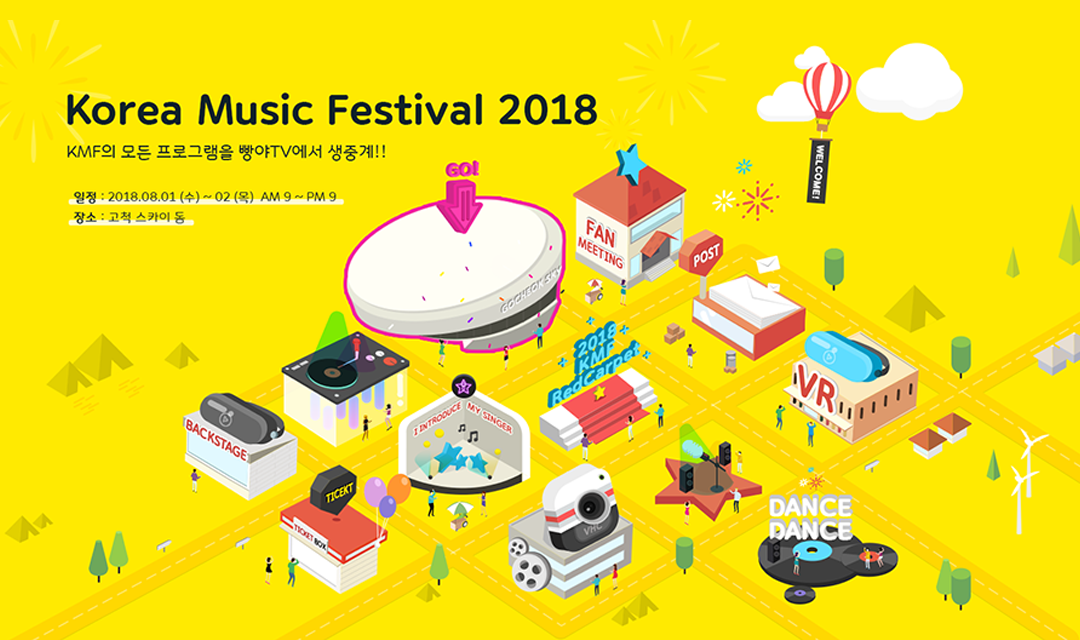 Korea Music Festival 2018
KMF의 모든 프로그램을 빵야TV에서 생중계!!
일정 : 2018.08.01 (수) ~ 02 (목) AM 9 ~ PM 9
장소 : 고척 스카이 돔
GO!
WELCOME!
FAN
MEETING
POST
GOCHEOK SKY
2018
KMF
RedCarpet
VR
BACKSTAGE
I INTRODUCE MY SINGER
TICEKT
TICKET BOX
VHC
DANCE
DANCE